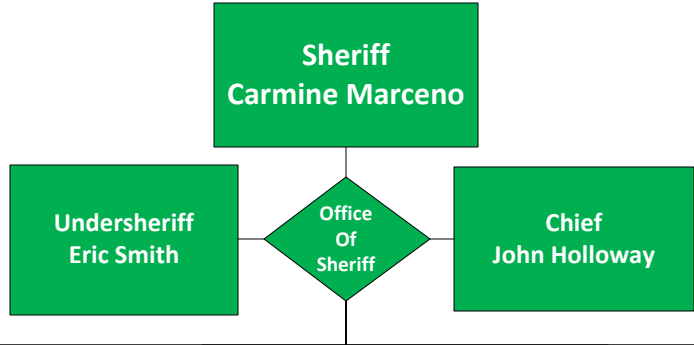 Sheriff
Carmine Marceno
Undersheriff
Eric Smith
Office
Of
Sheriff
Chief
John Holloway